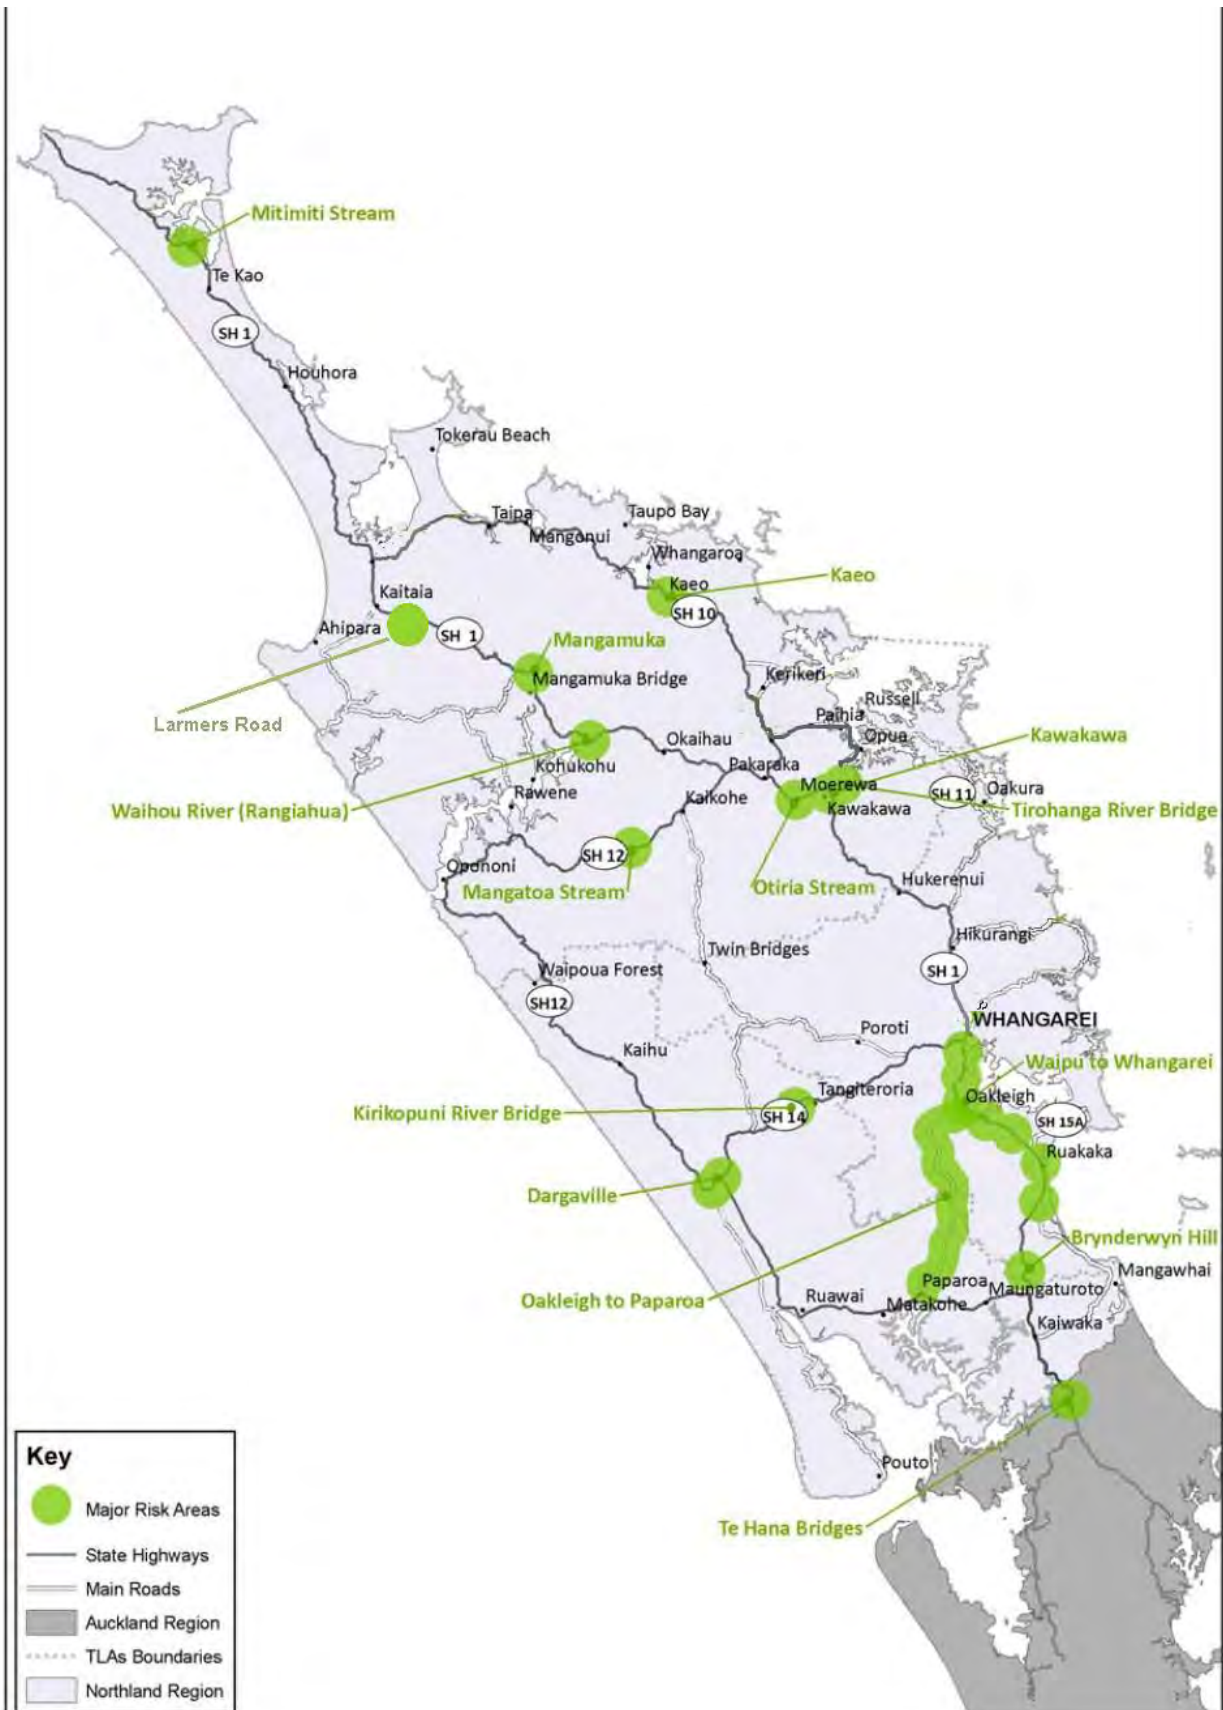 Mitimiti Stream
Te Kao
SH 1
Houhora
Tokerau Beach
Taipa
Taupo Bay
Mangonui
Whangaroa
Kaeo
Kaeo
Kaitaia
SH 10
Ahipara
SH 1
Mangamuka
Mangamuka Bridge
Kerikeri
Russell
Larmers Road
Paihia
Opua
Kawakawa
Okaihau
Pakaraka
Kohukohu
Moerewa
Rawene
Kaikohe
SH 11
Oakura
Waihou River (Rangiahua)
Kawakawa
Tirohanga River Bridge
SH 12
Opononi
Mangatoa Stream
Otiria Stream
Hukerenui
Hikurangi
Twin Bridges
Waipoua Forest
SH 1
SH12
WHANGAREI
Poroti
Kaihu
Waipu to Whangarei
Tangiteroria
Oakleigh
Kirikopuni River Bridge
SH 14
SH 15A
Ruakaka
Dargaville
Brynderwyn Hill
Mangawhai
Paparoa
Maungaturoto
Oakleigh to Paparoa
Ruawai
Matakohe
Kaiwaka
Pouto
Te Hana Bridges
Key
Major Risk Areas
State Highways
Main Roads
Auckland Region
TLAs Boundaries
Northland Region